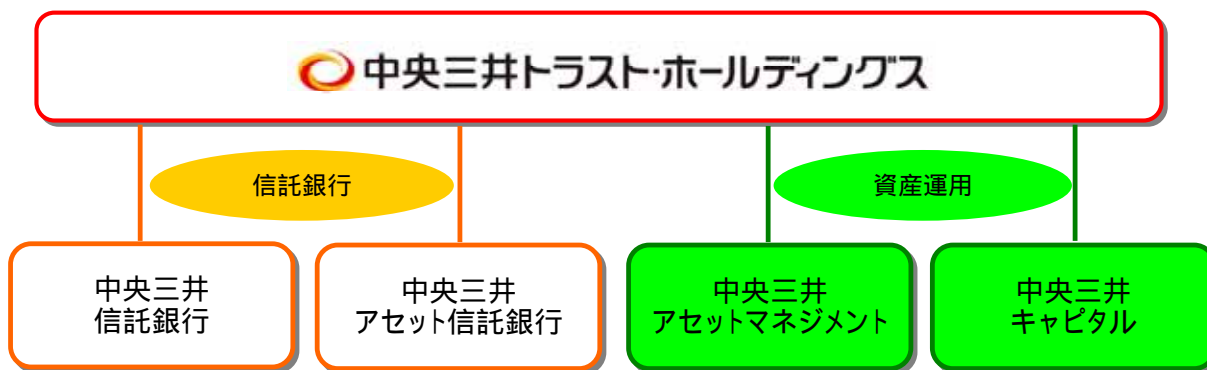 中央三井トラスト・ホールディングス
信託銀行
資産運用
中央三井
信託銀行
中央三井
アセット信託銀行
中央三井
アセットマネジメント
中央三井
キャピタル